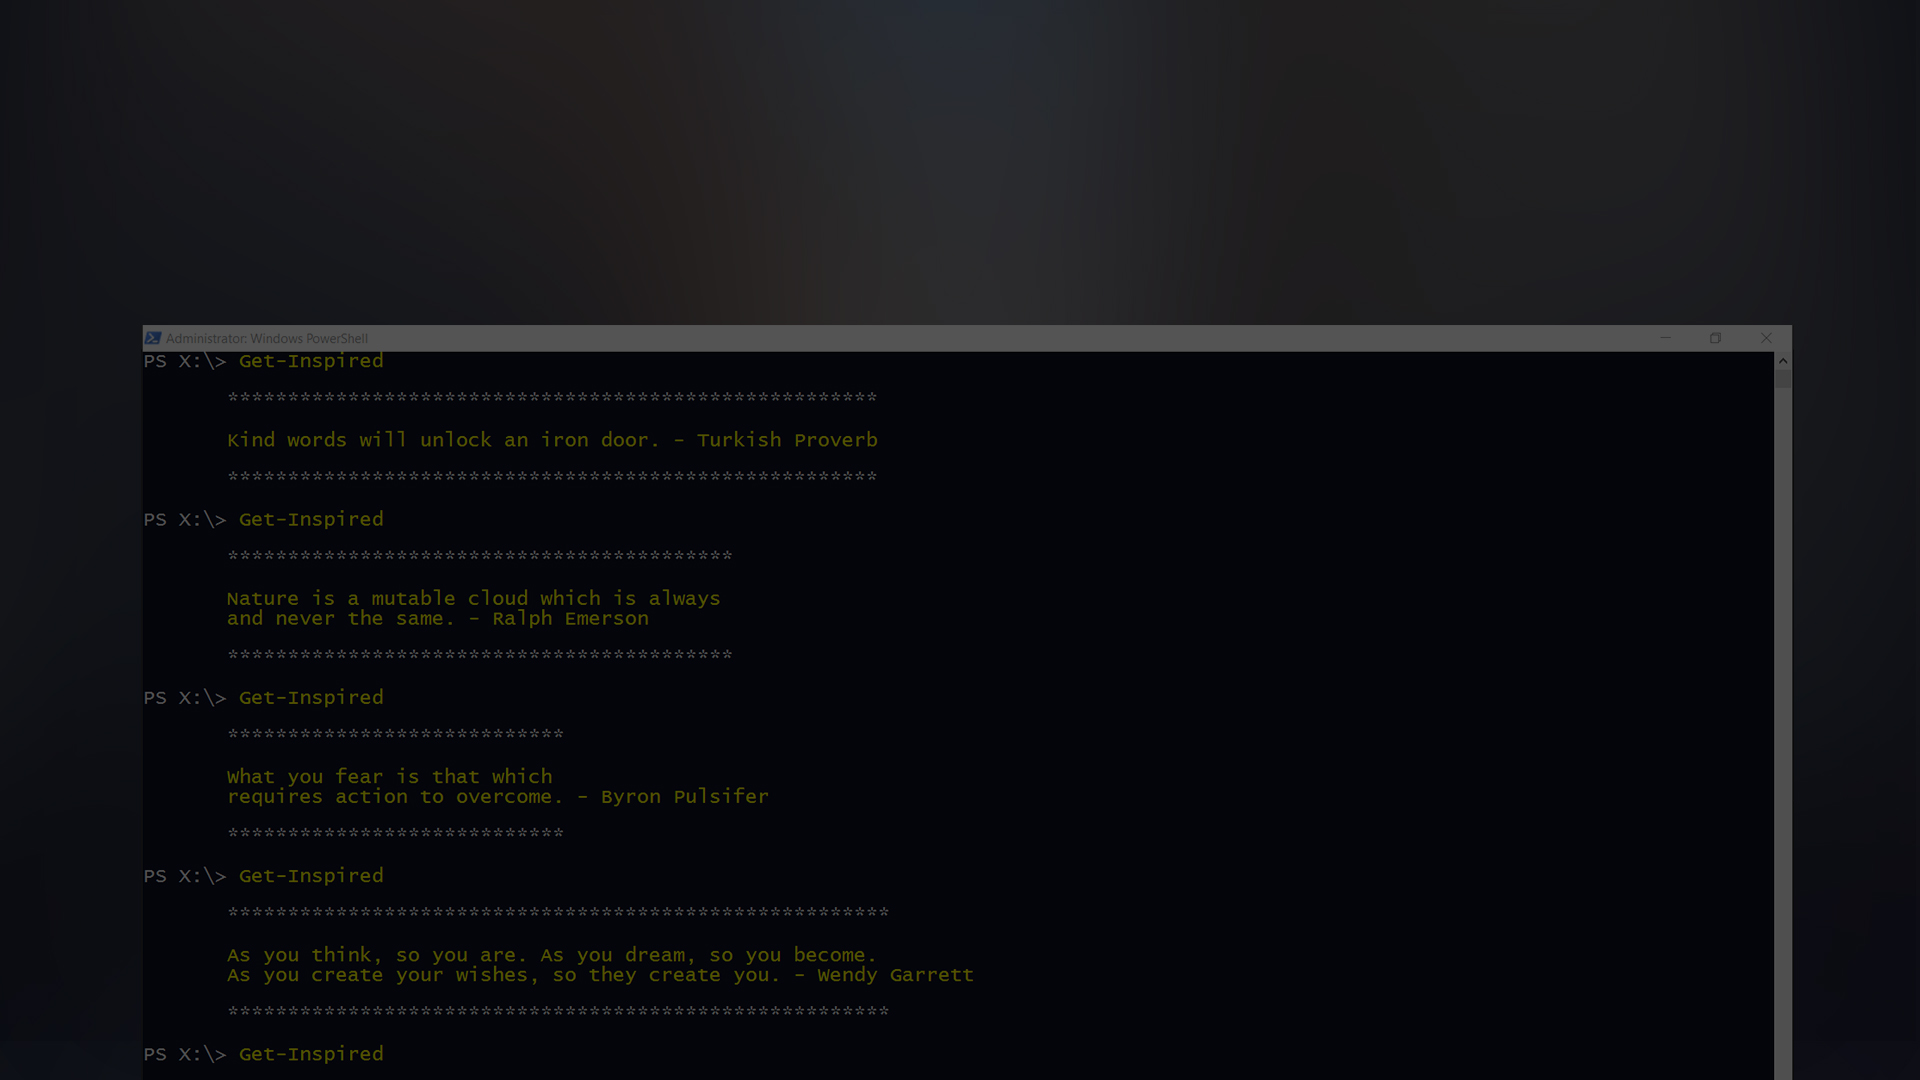 Administrator: Windows PowerShell
PS X:\> Get-Inspired
******************************************************
Kind words will unlock an iron door. - Turkish Proverb
******************************************************
PS X:\> Get-Inspired
******************************************
Nature is a mutable cloud which is always
and never the same. - Ralph Emerson
******************************************
PS X:\> Get-Inspired
****************************
What you fear is that which
requires action to overcome. - Byron Pulsifer
****************************
PS X:\> Get-Inspired
*******************************************************
As you think, so you are. As you dream, so you become.
As you create your wishes, so they create you. - Wendy Garrett
*******************************************************
PS X:\> Get-Inspired